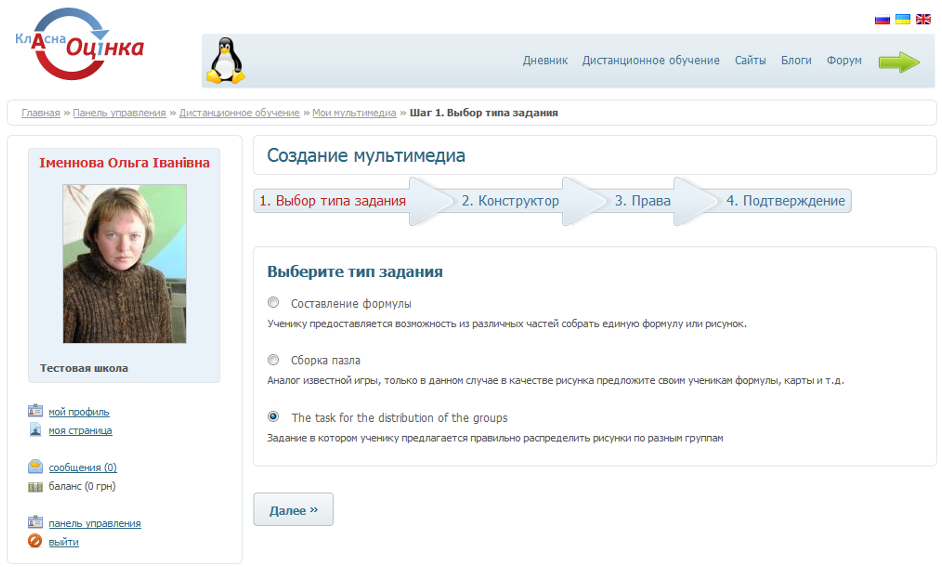 КлАсна
Оцінка
Дневник Дистанционное обучение Сайты Блоги Форум
Главная » Панель управления » Дистанционное обучение » Мои мультимедиа » Шаг 1. Выбор типа задания
Іменнова Ольга Іванівна
Тестовая школа
мой профиль
моя страница
сообщения (0)
баланс (0 грн)
панель управления
выйти
Создание мультимедиа
1. Выбор типа задания 2. Конструктор 3. Права 4. Подтверждение
Выберите тип задания
Составление формулы
Ученику предоставляется возможность из различных частей собрать единую формулу или рисунок.
Сборка пазла
Аналог известной игры, только в данном случае в качестве рисунка предложите своим ученикам формулы, карты и т.д.
The task for the distribution of the groups
Задание в котором ученику предлагается правильно распределить рисунки по разным группам
Далее »